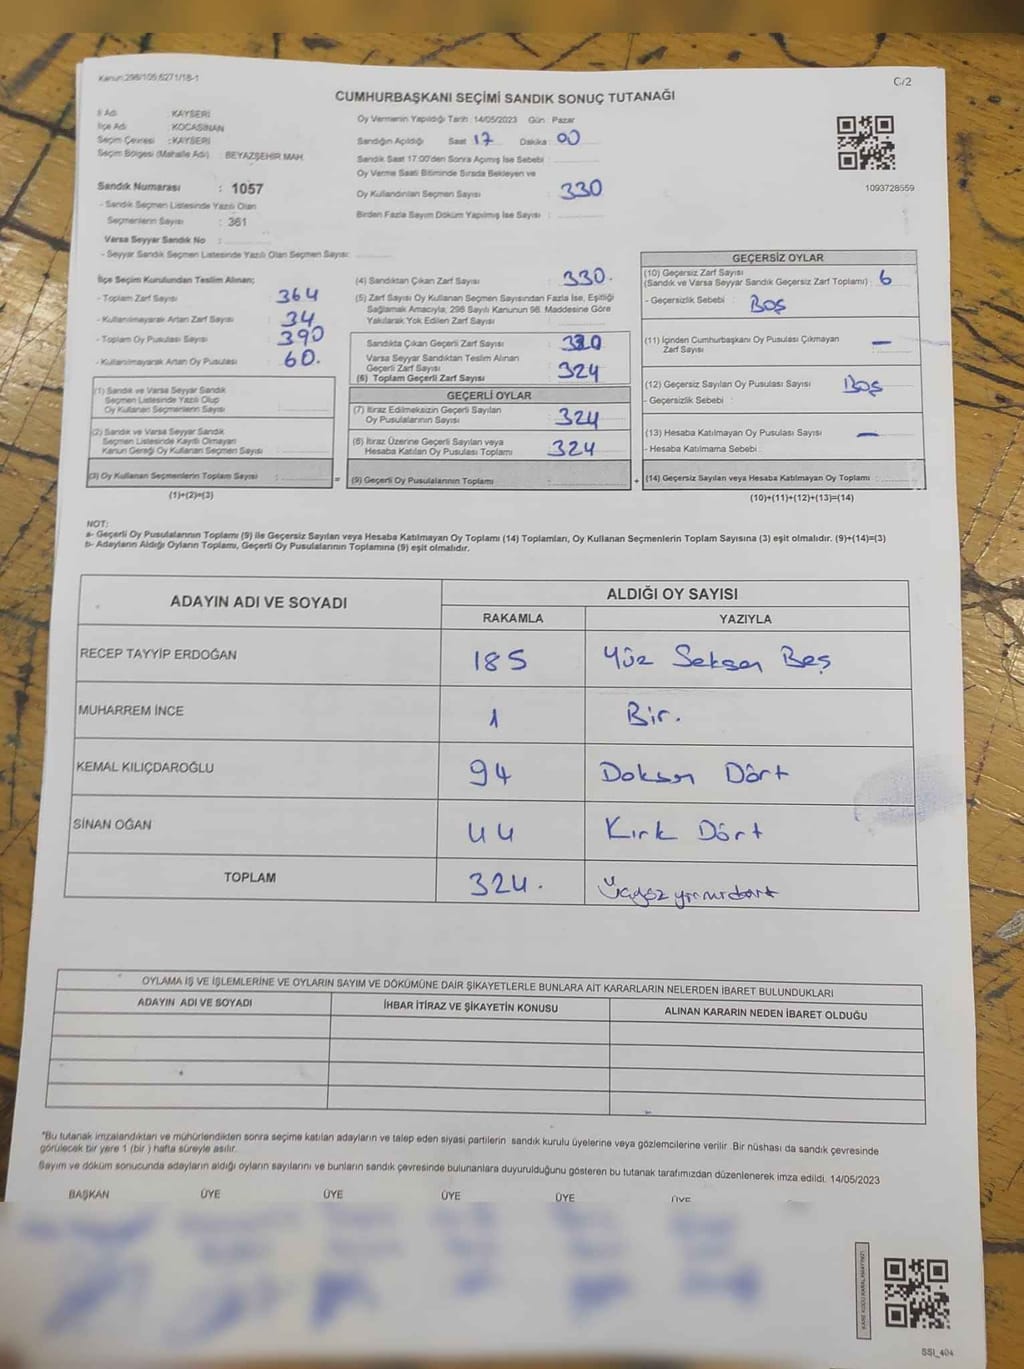 Kanun:298/105;6271/18-1
C/2
CUMHURBAŞKANI SEÇİMİ SANDIK SONUÇ TUTANAĞI
İl Adı : KAYSERİ
İlçe Adı : KOCASİNAN
Seçim Çevresi : KAYSERİ
Seçim Bölgesi (Mahalle Adı) : BEYAZŞEHİR MAH.
Sandık Numarası : 1057
- Sandık Seçmen Listesinde Yazılı Olan
Seçmenlerin Sayısı : 361
Varsa Seyyar Sandık No :
- Seyyar Sandık Seçmen Listesinde Yazılı Olan Seçmen Sayısı:
Oy Vermenin Yapıldığı Tarih : 14/05/2023 Gün : Pazar
Sandığın Açıldığı Saat 17 Dakika : 00
Sandık Saat 17:00'den Sonra Açmış İse Sebebi :
Oy Verme Saati Bitiminde Sırada Bekleyen ve
Oy Kullandırılan Seçmen Sayısı : 330
Birden Fazla Sayım Döküm Yapılmış İse Sayısı :
1093728559
İlçe Seçim Kurulundan Teslim Alınan;
- Toplam Zarf Sayısı : 364
- Kullanılmayarak Artan Zarf Sayısı : 34
- Toplam Oy Pusulası Sayısı : 390
- Kullanılmayarak Artan Oy Pusulası : 60.
(1) Sandık ve Varsa Seyyar Sandık
Seçmen Listesinde Yazılı Olup
Oy Kullanan Seçmenlerin Sayısı :
(2) Sandık ve Varsa Seyyar Sandık
Seçmen Listesinde Kayıtlı Olmayan
Kanun Gereği Oy Kullanan Seçmen Sayısı :
(3) Oy Kullanan Seçmenlerin Toplam Sayısı :
(1)+(2)=(3)
(4) Sandıktan Çıkan Zarf Sayısı : 330.
(5) Zarf Sayısı Oy Kullanan Seçmen Sayısından Fazla İse, Eşitliği
Sağlamak Amacıyla, 298 Sayılı Kanunun 98. Maddesine Göre
Yakılarak Yok Edilen Zarf Sayısı :
Sandıkta Çıkan Geçerli Zarf Sayısı :
Varsa Seyyar Sandıktan Teslim Alınan
Geçerli Zarf Sayısı :
(6) Toplam Geçerli Zarf Sayısı : 324
GEÇERLİ OYLAR
(7) İtiraz Edilmeksizin Geçerli Sayılan
Oy Pusulalarının Sayısı : 324
(8) İtiraz Üzerine Geçerli Sayılan veya
Hesaba Katılan Oy Pusulası Toplamı : 324
= (9) Geçerli Oy Pusulalarının Toplamı :
GEÇERSİZ OYLAR
(10) Geçersiz Zarf Sayısı
(Sandık ve Varsa Seyyar Sandık Geçersiz Zarf Toplamı) : 6
- Geçersizlik Sebebi : Boş
(11) İçinden Cumhurbaşkanı Oy Pusulası Çıkmayan
Zarf Sayısı : —
(12) Geçersiz Sayılan Oy Pusulası Sayısı : Boş
- Geçersizlik Sebebi :
(13) Hesaba Katılmayan Oy Pusulası Sayısı : —
- Hesaba Katılmama Sebebi :
+ (14) Geçersiz Sayılan veya Hesaba Katılmayan Oy Toplamı :
(10)+(11)+(12)+(13)=(14)
NOT:
a- Geçerli Oy Pusulalarının Toplamı (9) ile Geçersiz Sayılan veya Hesaba Katılmayan Oy Toplamı (14) Toplamları, Oy Kullanan Seçmenlerin Toplam Sayısına (3) eşit olmalıdır. (9)+(14)=(3)
b- Adayların Aldığı Oyların Toplamı, Geçerli Oy Pusulalarının Toplamına (9) eşit olmalıdır.
ADAYIN ADI VE SOYADI
ALDIĞI OY SAYISI
RAKAMLA YAZIYLA
RECEP TAYYİP ERDOĞAN 185 Yüz Seksen Beş
MUHARREM İNCE 1 Bir.
KEMAL KILIÇDAROĞLU 94 Doksan Dört
SİNAN OĞAN 44 Kırk Dört
TOPLAM 324. Üçyüz yirmidört
OYLAMA İŞ VE İŞLEMLERİNE VE OYLARIN SAYIM VE DÖKÜMÜNE DAİR ŞİKAYETLERLE BUNLARA AİT KARARLARIN NELERDEN İBARET BULUNDUKLARI
ADAYIN ADI VE SOYADI İHBAR İTİRAZ VE ŞİKAYETİN KONUSU ALINAN KARARIN NEDEN İBARET OLDUĞU
*Bu tutanak imzalandıktan ve mühürlendikten sonra seçime katılan adayların ve talep eden siyasi partilerin sandık kurulu üyelerine veya gözlemcilerine verilir. Bir nüshası da sandık çevresinde
görülecek bir yere 1 (bir ) hafta süreyle asılır.
Sayım ve döküm sonucunda adayların aldığı oyların sayılarını ve bunların sandık çevresinde bulunanlara duyurulduğunu gösteren bu tutanak tarafımızdan düzenlenerek imza edildi. 14/05/2023
BAŞKAN ÜYE ÜYE ÜYE ÜYE ÜYE
SSI_404